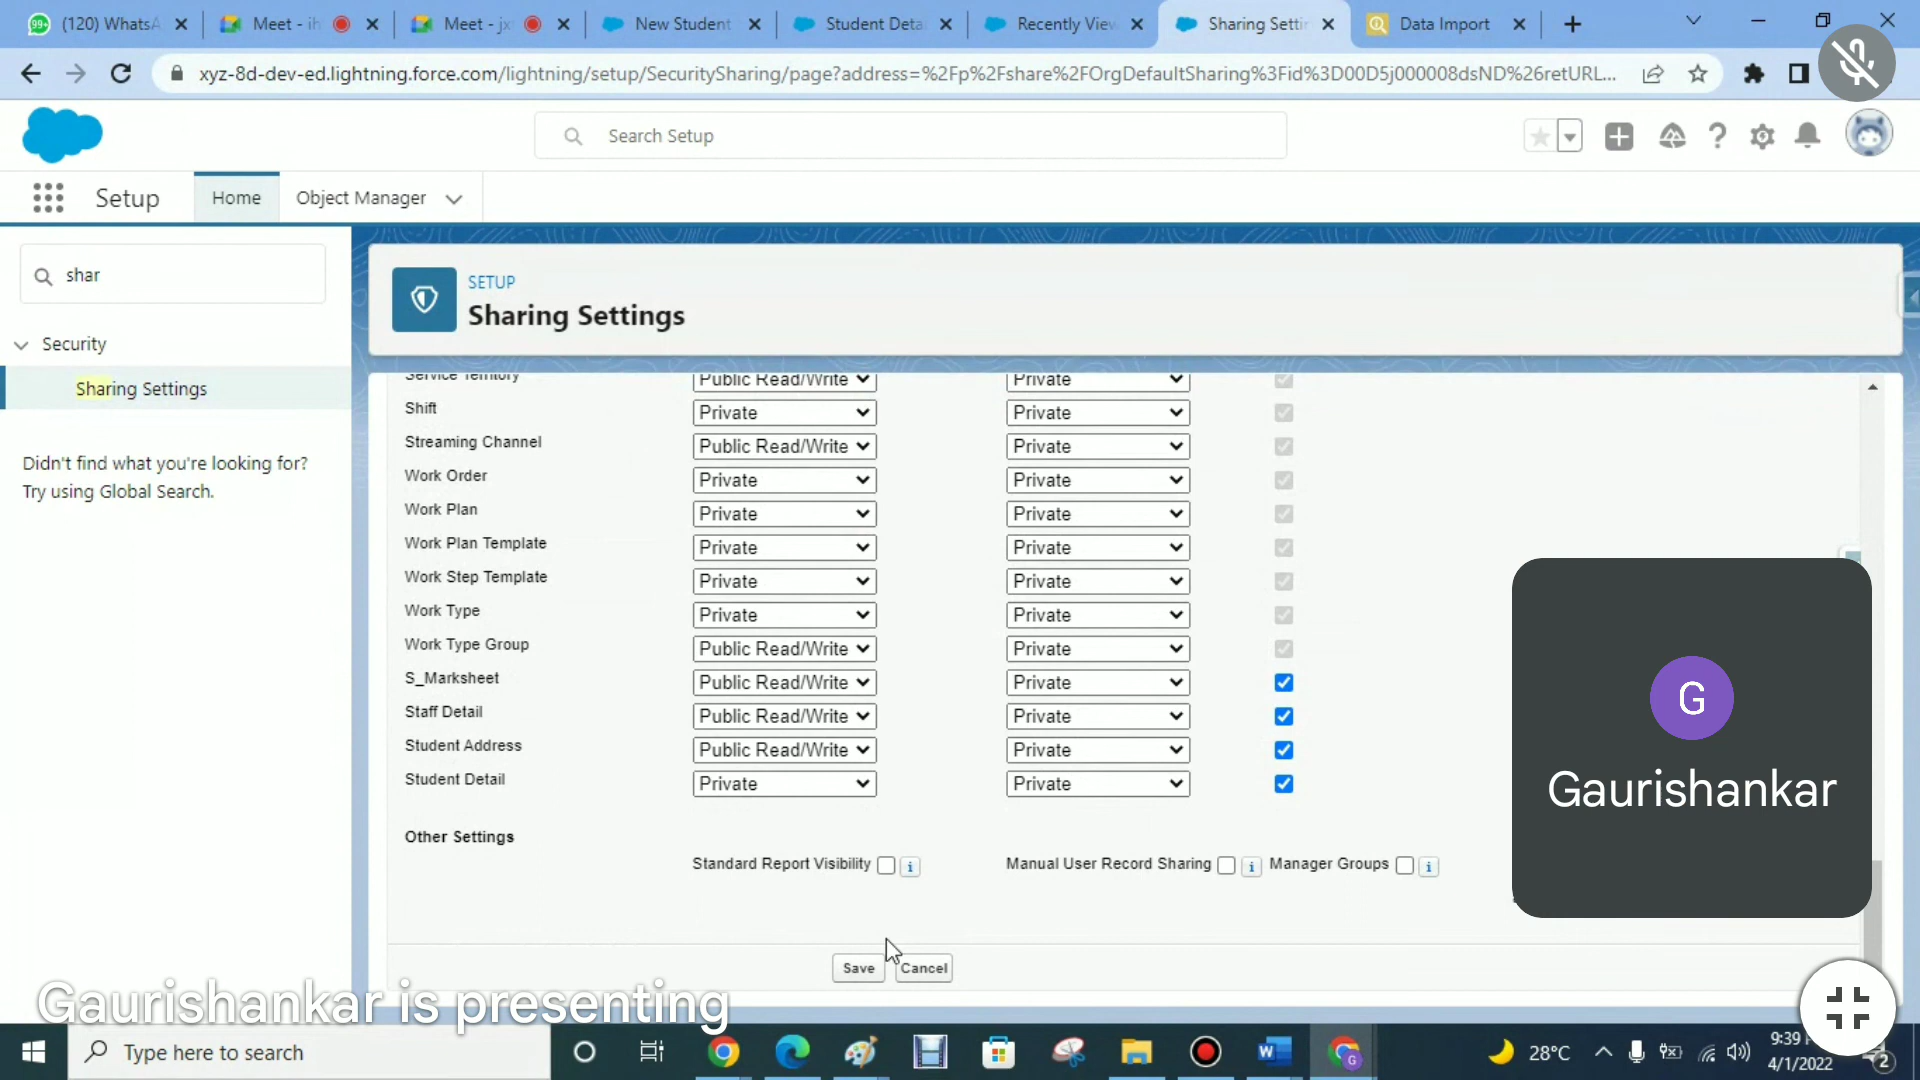 (120) WhatsA
Meet - ih
Meet - jx
New Student
Student Deta
Recently View
Sharing Settin
Data Import
xyz-8d-dev-ed.lightning.force.com/lightning/setup/SecuritySharing/page?address=%2Fp%2Fshare%2FOrgDefaultSharing%3Fid%3D00D5j000008dsND%26retURL...
Search Setup
Setup
Home
Object Manager
shar
Security
Sharing Settings
Didn't find what you're looking for?
Try using Global Search.
SETUP
Sharing Settings
Service Territory Public Read/Write Private
Shift Private Private
Streaming Channel Public Read/Write Private
Work Order Private Private
Work Plan Private Private
Work Plan Template Private Private
Work Step Template Private Private
Work Type Private Private
Work Type Group Public Read/Write Private
S_Marksheet Public Read/Write Private
Staff Detail Public Read/Write Private
Student Address Public Read/Write Private
Student Detail Private Private
Other Settings
Standard Report Visibility Manual User Record Sharing Manager Groups
Save Cancel
G
Gaurishankar
Gaurishankar is presenting
Type here to search
28°C
9:39
4/1/2022
2